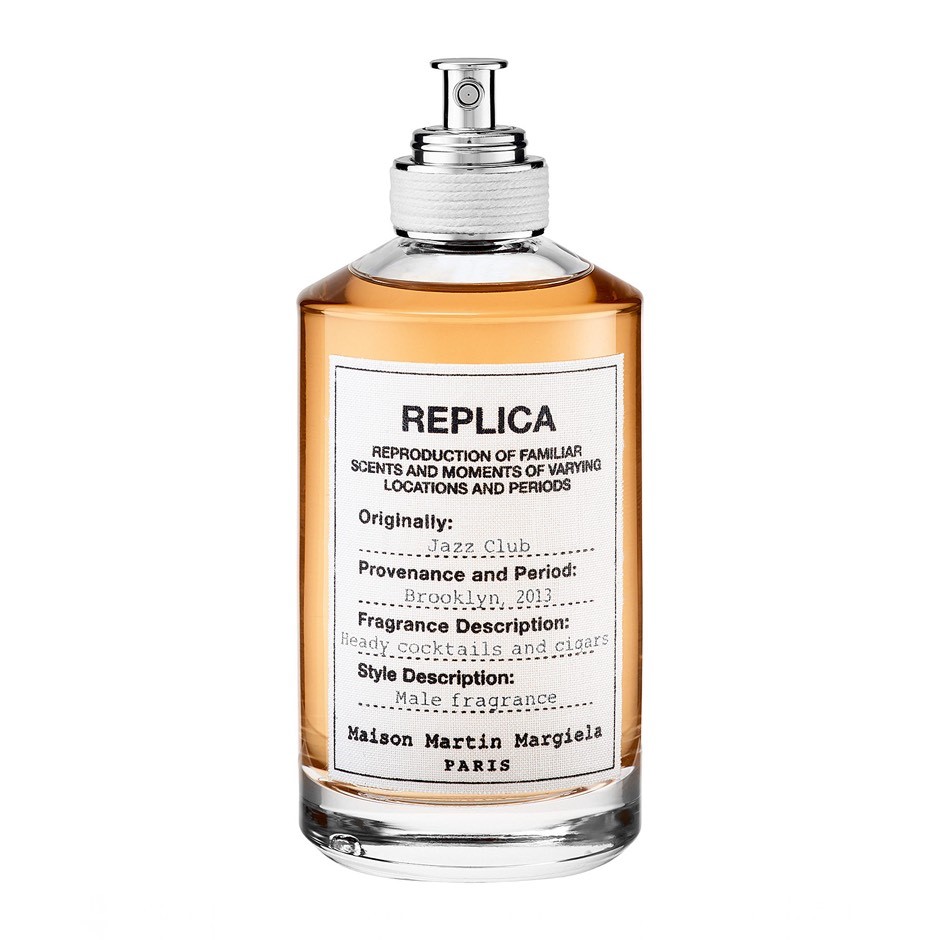 REPLICA
REPRODUCTION OF FAMILIAR
SCENTS AND MOMENTS OF VARYING
LOCATIONS AND PERIODS
Originally:
Jazz Club
Provenance and Period:
Brooklyn, 2013
Fragrance Description:
Heady cocktails and cigars
Style Description:
Male fragrance
Maison Martin Margiela
PARIS